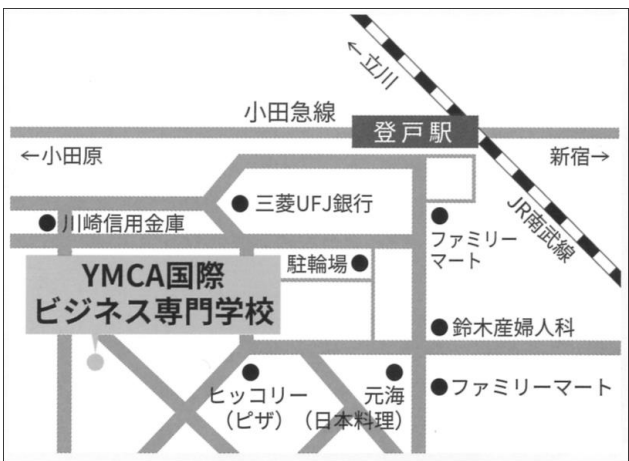 ←立川
小田急線
登戸駅
←小田原
新宿→
三菱UFJ銀行
JR南武線
川崎信用金庫
ファミリー
マート
駐輪場
YMCA国際
ビジネス専門学校
鈴木産婦人科
ヒッコリー
（ピザ）
元海
（日本料理）
ファミリーマート